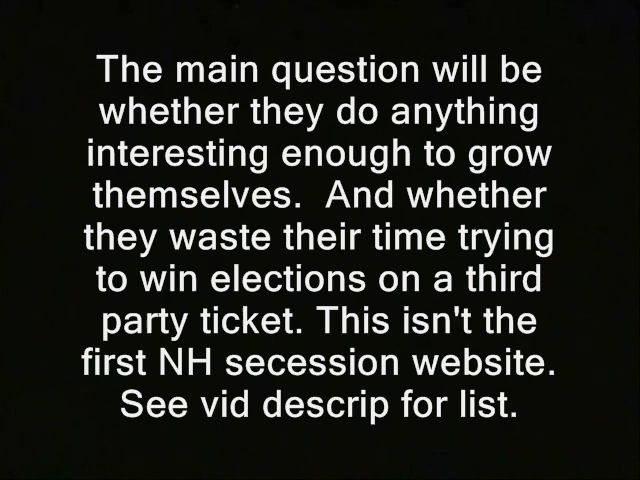 The main question will be
whether they do anything
interesting enough to grow
themselves.  And whether
they waste their time trying
to win elections on a third
party ticket. This isn't the
first NH secession website.
See vid descrip for list.